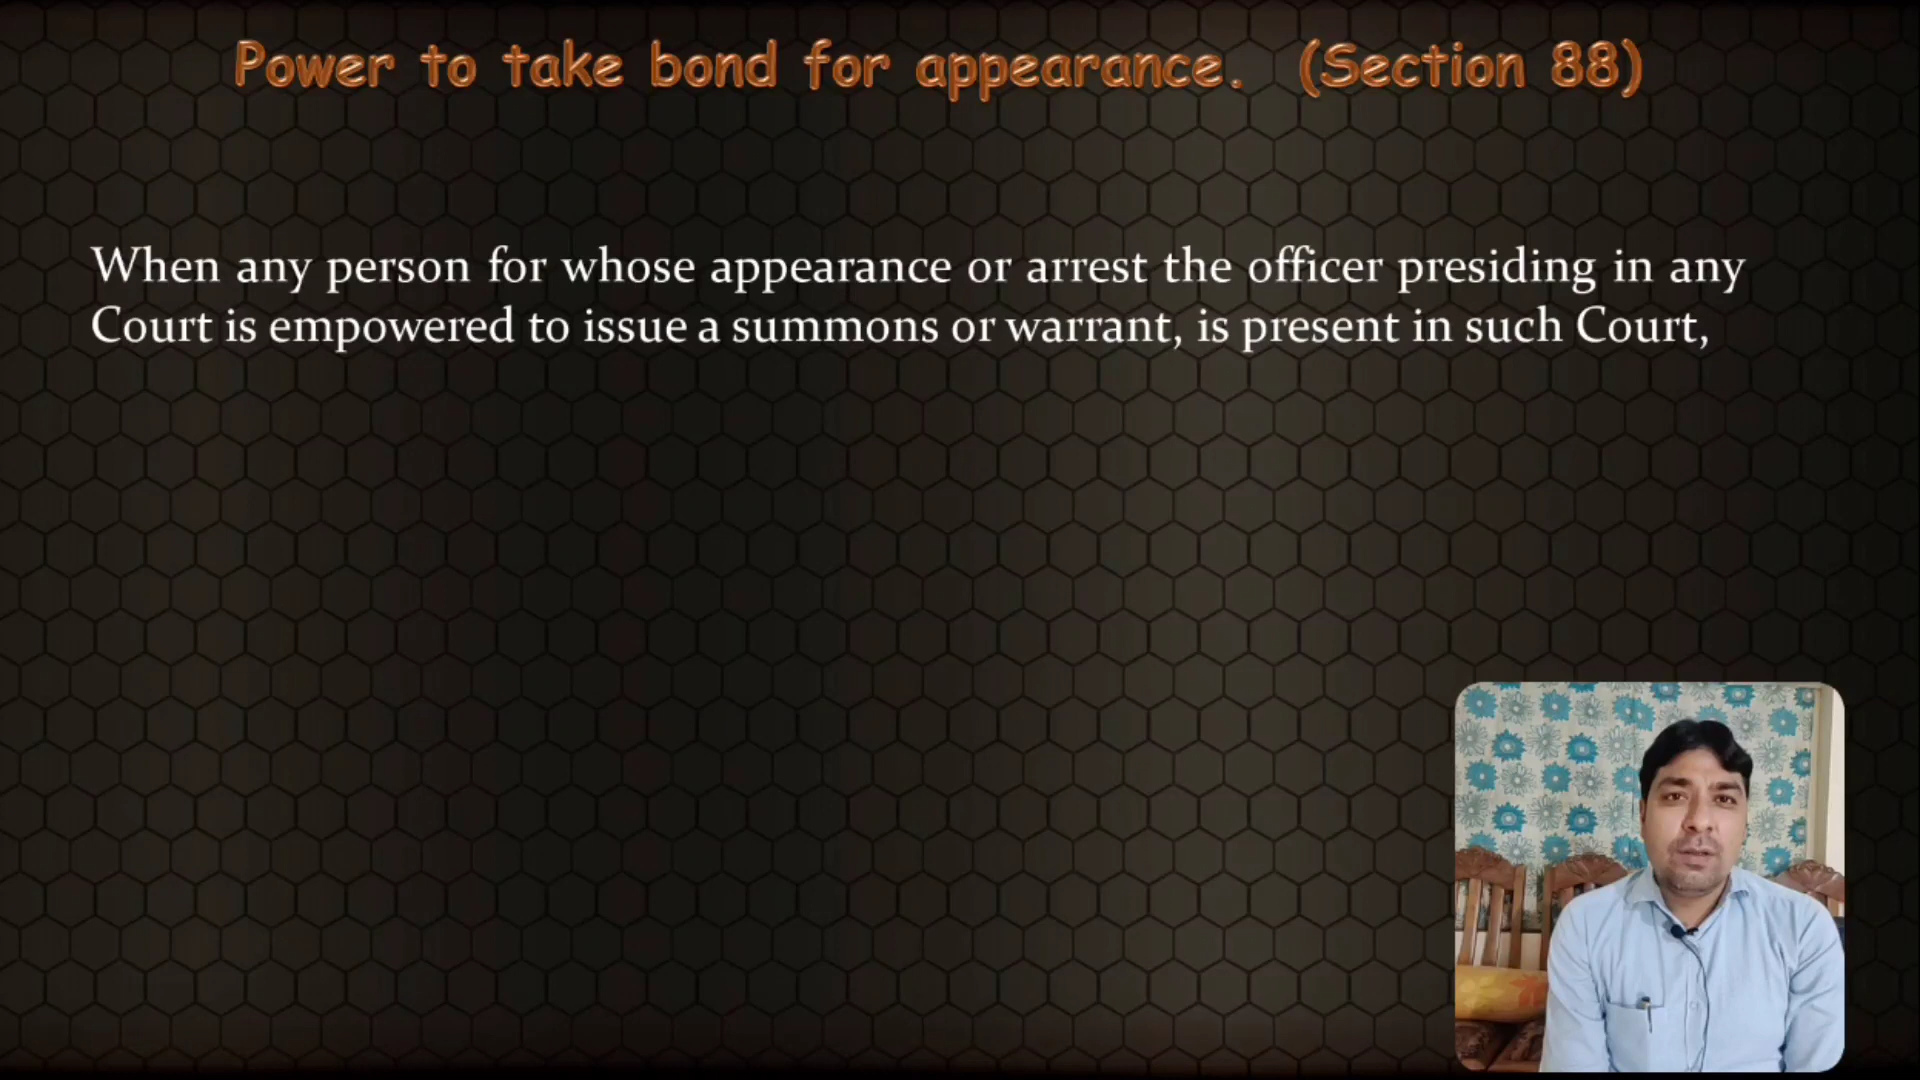 Power to take bond for appearance. (Section 88)
When any person for whose appearance or arrest the officer presiding in any
Court is empowered to issue a summons or warrant, is present in such Court,